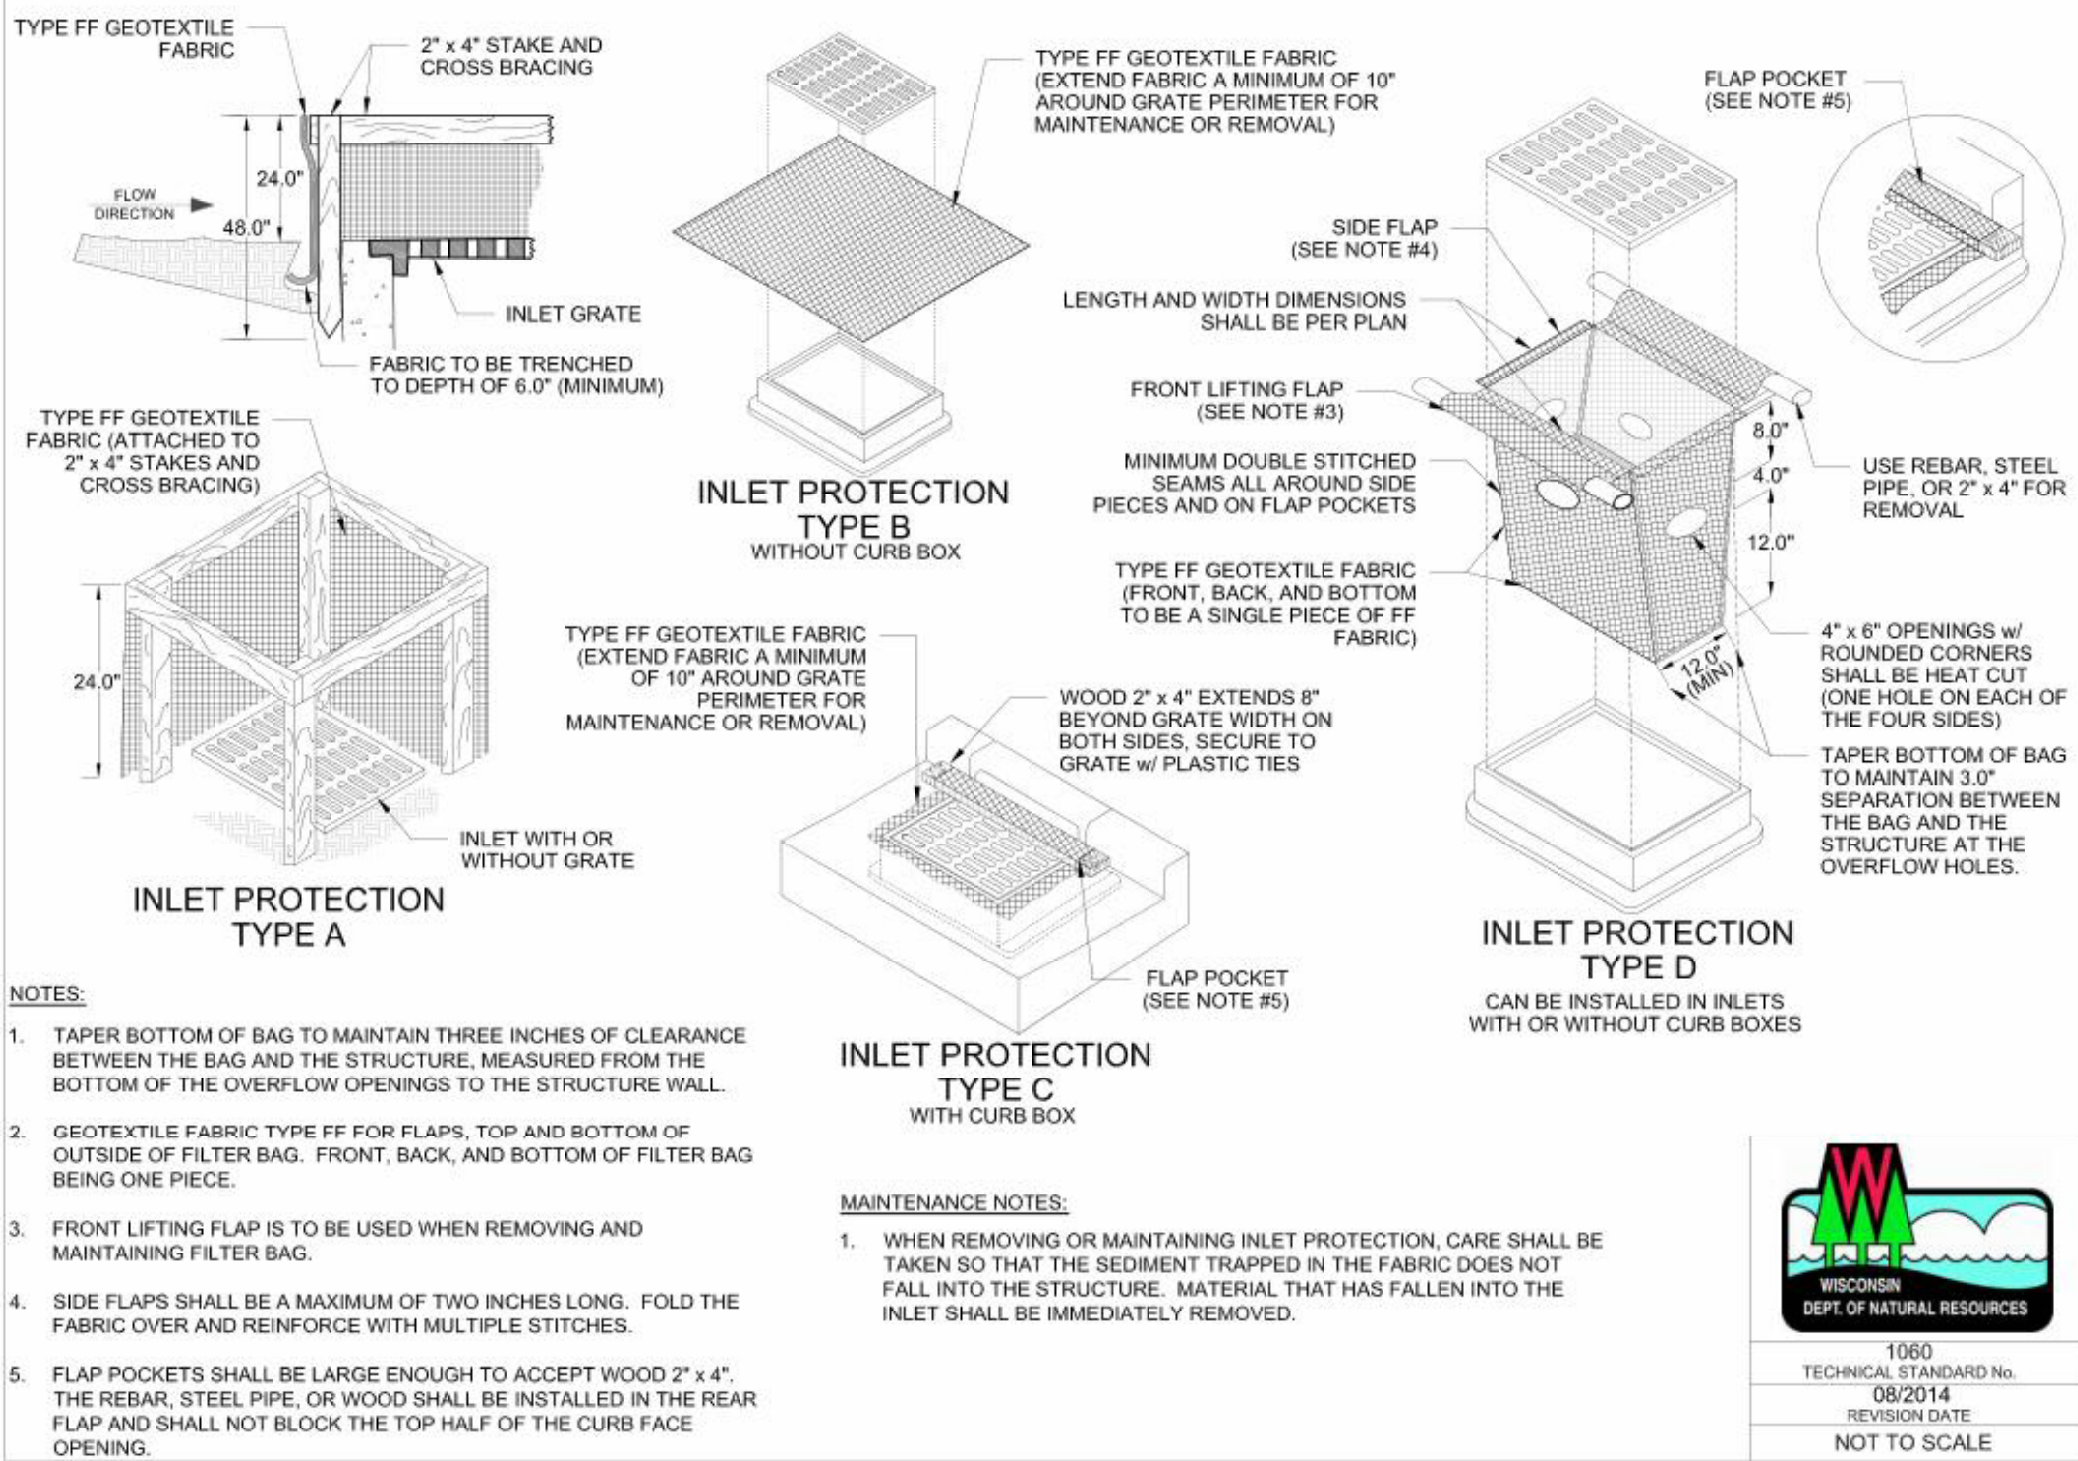 TYPE FF GEOTEXTILE
FABRIC
2" x 4" STAKE AND
CROSS BRACING
24.0"
FLOW
DIRECTION
48.0"
INLET GRATE
FABRIC TO BE TRENCHED
TO DEPTH OF 6.0" (MINIMUM)
TYPE FF GEOTEXTILE
FABRIC (ATTACHED TO
2" x 4" STAKES AND
CROSS BRACING)
24.0"
INLET WITH OR
WITHOUT GRATE
INLET PROTECTION
TYPE A
TYPE FF GEOTEXTILE FABRIC
(EXTEND FABRIC A MINIMUM OF 10"
AROUND GRATE PERIMETER FOR
MAINTENANCE OR REMOVAL)
INLET PROTECTION
TYPE B
WITHOUT CURB BOX
TYPE FF GEOTEXTILE FABRIC
(EXTEND FABRIC A MINIMUM
OF 10" AROUND GRATE
PERIMETER FOR
MAINTENANCE OR REMOVAL)
WOOD 2" x 4" EXTENDS 8"
BEYOND GRATE WIDTH ON
BOTH SIDES, SECURE TO
GRATE w/ PLASTIC TIES
FLAP POCKET
(SEE NOTE #5)
INLET PROTECTION
TYPE C
WITH CURB BOX
FLAP POCKET
(SEE NOTE #5)
SIDE FLAP
(SEE NOTE #4)
LENGTH AND WIDTH DIMENSIONS
SHALL BE PER PLAN
FRONT LIFTING FLAP
(SEE NOTE #3)
MINIMUM DOUBLE STITCHED
SEAMS ALL AROUND SIDE
PIECES AND ON FLAP POCKETS
TYPE FF GEOTEXTILE FABRIC
(FRONT, BACK, AND BOTTOM
TO BE A SINGLE PIECE OF FF
FABRIC)
8.0"
4.0"
12.0"
12.0"
(MIN)
USE REBAR, STEEL
PIPE, OR 2" x 4" FOR
REMOVAL
4" x 6" OPENINGS w/
ROUNDED CORNERS
SHALL BE HEAT CUT
(ONE HOLE ON EACH OF
THE FOUR SIDES)
TAPER BOTTOM OF BAG
TO MAINTAIN 3.0"
SEPARATION BETWEEN
THE BAG AND THE
STRUCTURE AT THE
OVERFLOW HOLES.
INLET PROTECTION
TYPE D
CAN BE INSTALLED IN INLETS
WITH OR WITHOUT CURB BOXES
NOTES:
1. TAPER BOTTOM OF BAG TO MAINTAIN THREE INCHES OF CLEARANCE
BETWEEN THE BAG AND THE STRUCTURE, MEASURED FROM THE
BOTTOM OF THE OVERFLOW OPENINGS TO THE STRUCTURE WALL.
2. GEOTEXTILE FABRIC TYPE FF FOR FLAPS, TOP AND BOTTOM OF
OUTSIDE OF FILTER BAG. FRONT, BACK, AND BOTTOM OF FILTER BAG
BEING ONE PIECE.
3. FRONT LIFTING FLAP IS TO BE USED WHEN REMOVING AND
MAINTAINING FILTER BAG.
4. SIDE FLAPS SHALL BE A MAXIMUM OF TWO INCHES LONG. FOLD THE
FABRIC OVER AND REINFORCE WITH MULTIPLE STITCHES.
5. FLAP POCKETS SHALL BE LARGE ENOUGH TO ACCEPT WOOD 2" x 4".
THE REBAR, STEEL PIPE, OR WOOD SHALL BE INSTALLED IN THE REAR
FLAP AND SHALL NOT BLOCK THE TOP HALF OF THE CURB FACE
OPENING.
MAINTENANCE NOTES:
1. WHEN REMOVING OR MAINTAINING INLET PROTECTION, CARE SHALL BE
TAKEN SO THAT THE SEDIMENT TRAPPED IN THE FABRIC DOES NOT
FALL INTO THE STRUCTURE. MATERIAL THAT HAS FALLEN INTO THE
INLET SHALL BE IMMEDIATELY REMOVED.
W
WISCONSIN
DEPT. OF NATURAL RESOURCES
1060
TECHNICAL STANDARD No.
08/2014
REVISION DATE
NOT TO SCALE